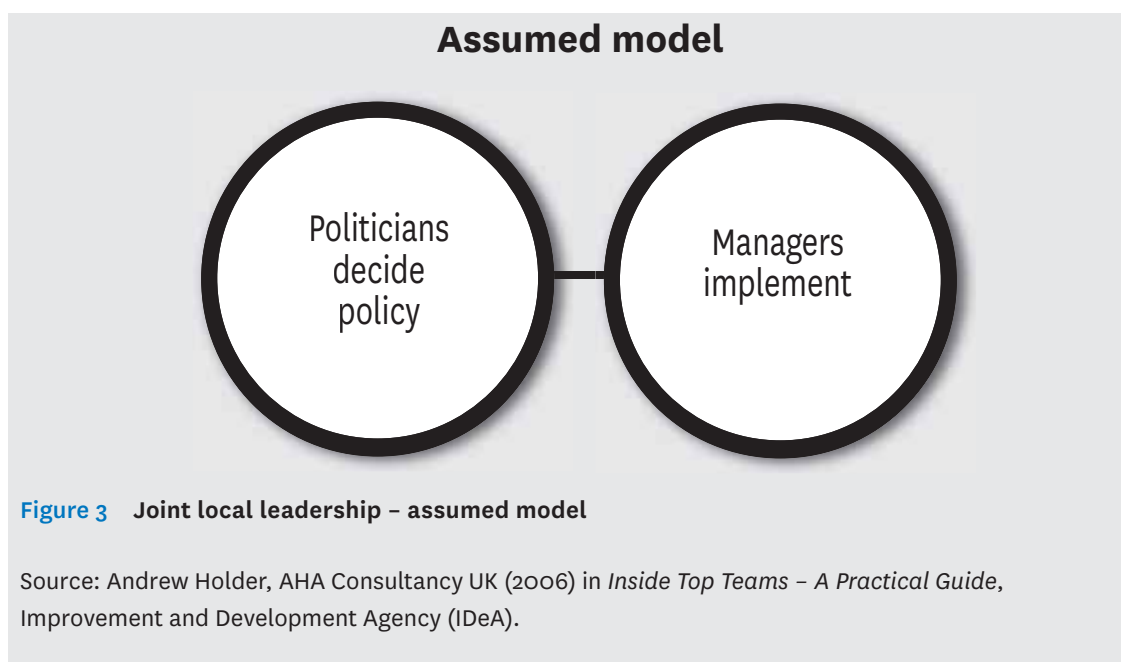 Assumed model
Politicians
decide
policy
Managers
implement
Figure 3 Joint local leadership – assumed model
Source: Andrew Holder, AHA Consultancy UK (2006) in Inside Top Teams – A Practical Guide,
Improvement and Development Agency (IDeA).